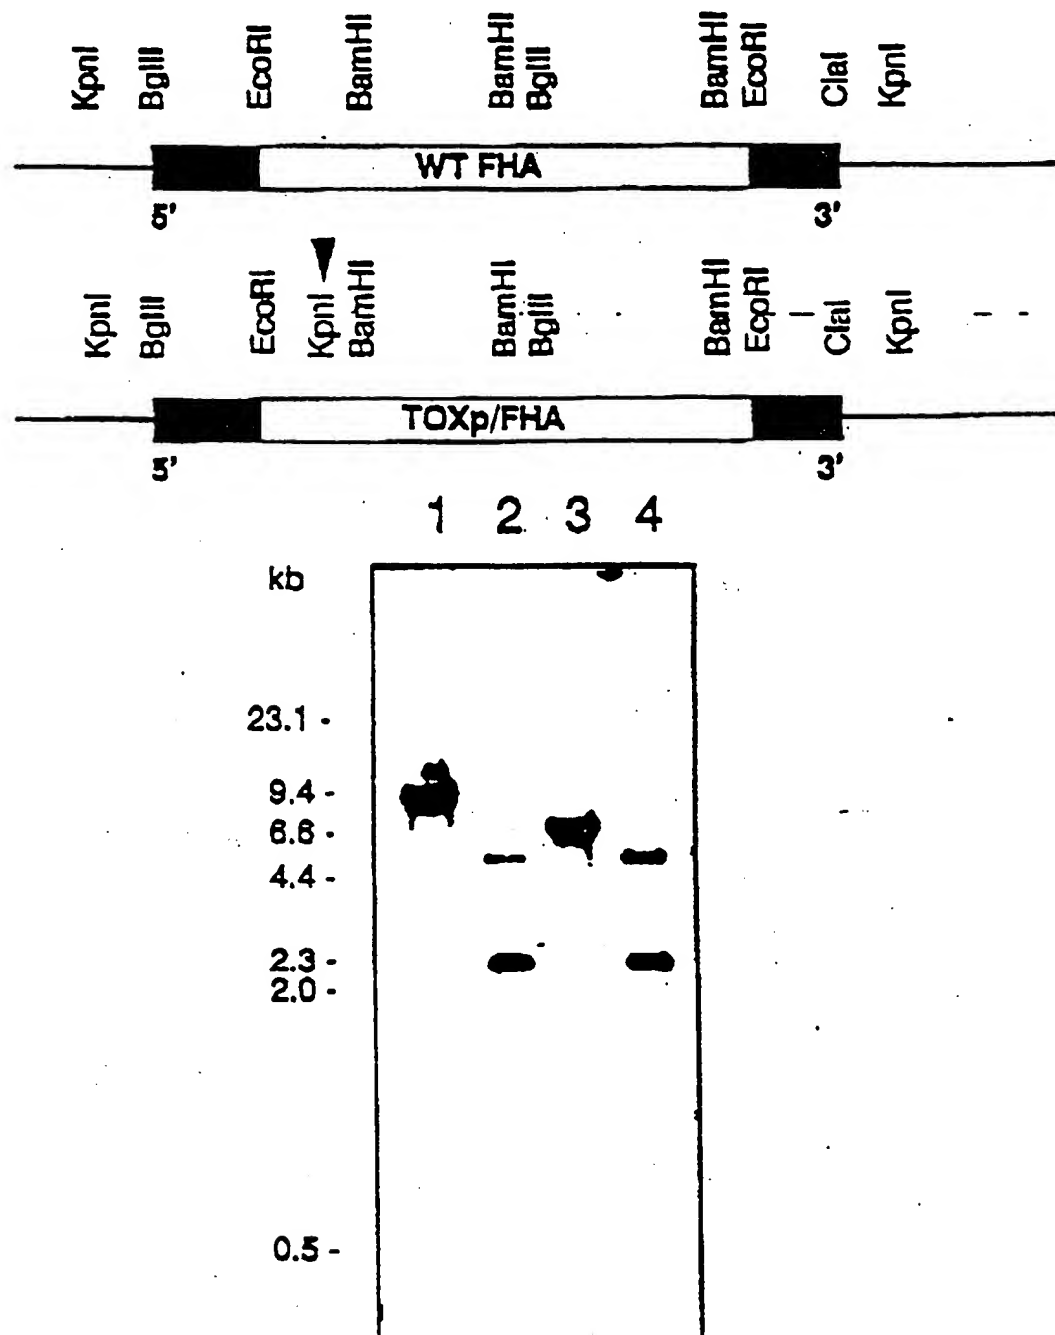 KpnI BglII EcoRI BamHI BamHI BglII BamHI EcoRI ClaI KpnI
WT FHA
5' 3'
KpnI BglII EcoRI KpnI BamHI BamHI BglII BamHI EcoRI ClaI KpnI
TOXp/FHA
5' 3'
1 2 3 4
kb
23.1 -
9.4 -
6.6 -
4.4 -
2.3 -
2.0 -
0.5 -